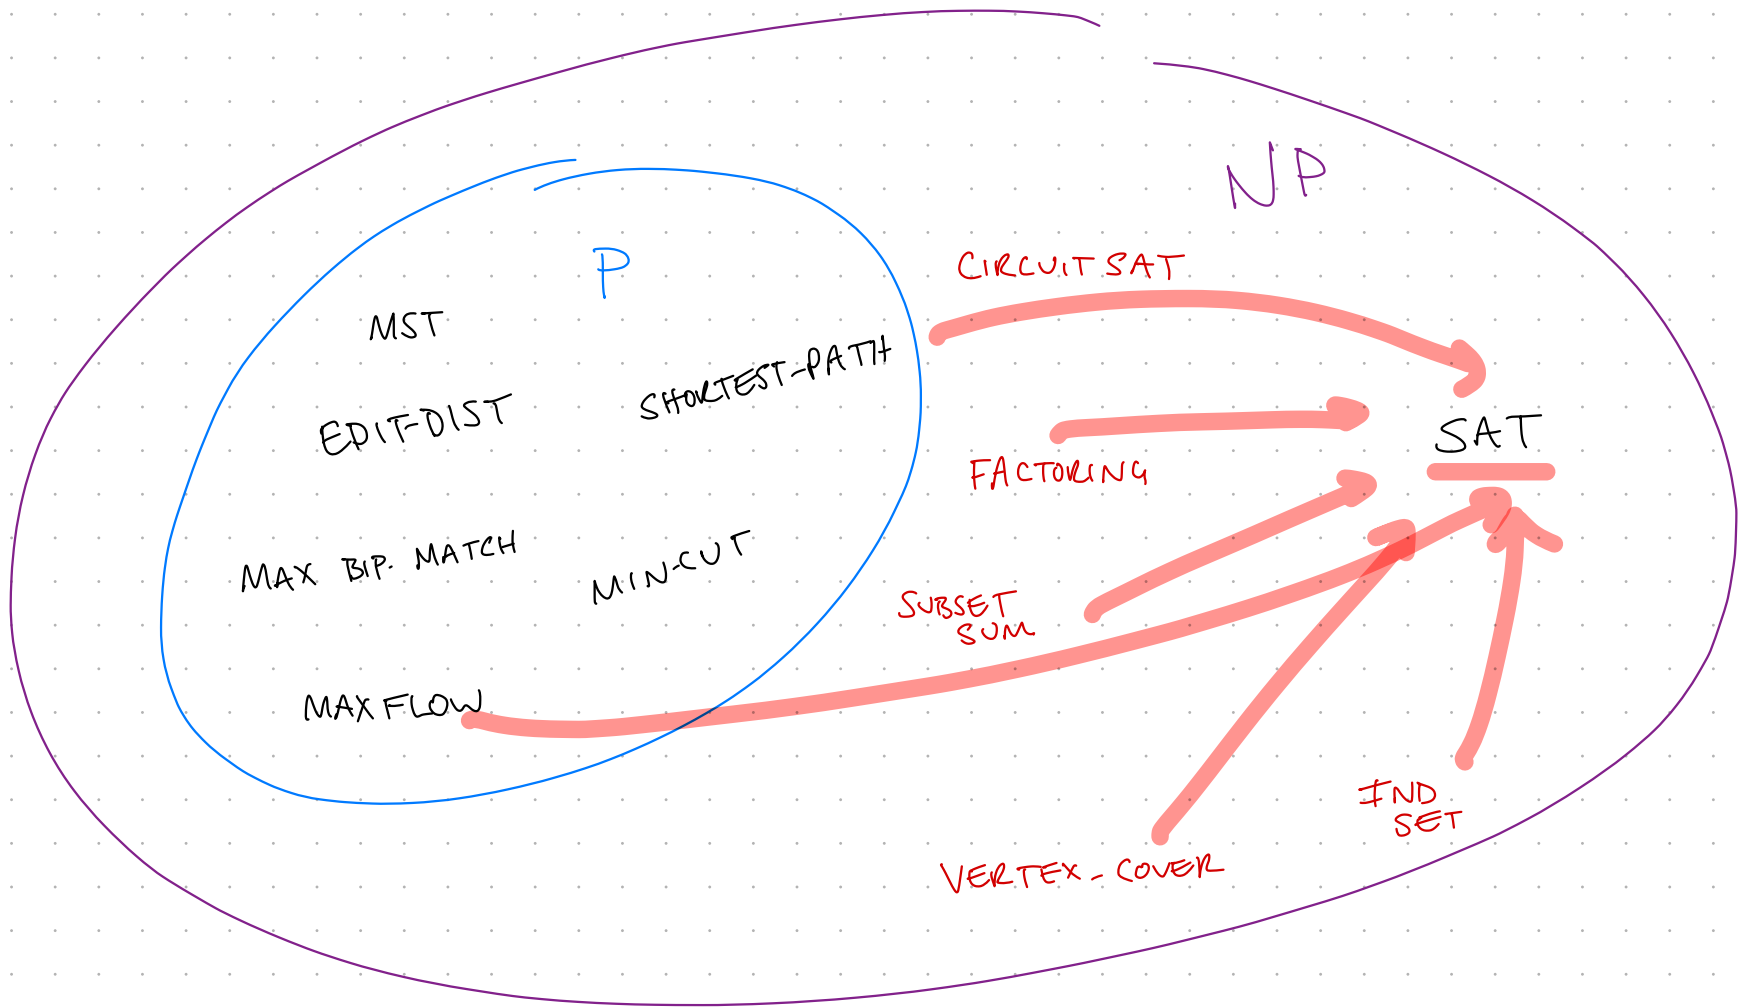 NP
P
CIRCUIT SAT
MST
SHORTEST-PATH
EDIT-DIST
SAT
FACTORING
MAX BIP. MATCH
MIN-CUT
SUBSET
SUM
MAX FLOW
IND
SET
VERTEX-COVER